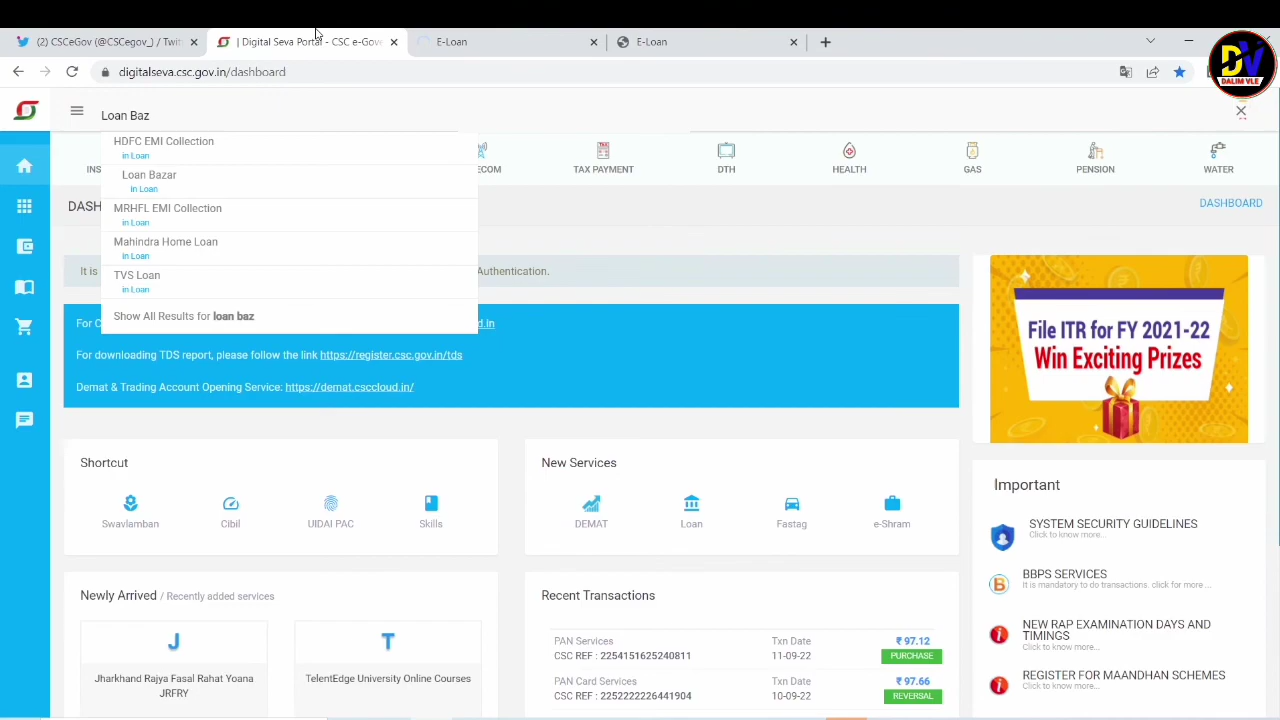 (2) CSCeGov (@CSCegov) / Twitt
| Digital Seva Portal - CSC e-Gove
E-Loan
E-Loan
digitalseva.csc.gov.in/dashboard
DV
DALIM VLE
Loan Baz
HDFC EMI Collection
in Loan
Loan Bazar
in Loan
MRHFL EMI Collection
in Loan
Mahindra Home Loan
in Loan
TVS Loan
in Loan
Show All Results for loan baz
INS
ECOM
TAX PAYMENT
DTH
HEALTH
GAS
PENSION
WATER
DASH
DASHBOARD
It is
Authentication.
For C
d.in
For downloading TDS report, please follow the link https://register.csc.gov.in/tds
Demat & Trading Account Opening Service: https://demat.csccloud.in/
File ITR for FY 2021-22
Win Exciting Prizes
Shortcut
Swavlamban
Cibil
UIDAI PAC
Skills
New Services
DEMAT
Loan
Fastag
e-Shram
Important
SYSTEM SECURITY GUIDELINES
Click to know more...
BBPS SERVICES
It is mandatory to do transactions. click for more ...
NEW RAP EXAMINATION DAYS AND
TIMINGS
Click to know more...
REGISTER FOR MAANDHAN SCHEMES
Click to know more...
Newly Arrived / Recently added services
J
Jharkhand Rajya Fasal Rahat Yoana
JRFRY
T
TelentEdge University Online Courses
Recent Transactions
PAN Services
Txn Date
₹ 97.12
CSC REF : 2254151625240811
11-09-22
PURCHASE
PAN Card Services
Txn Date
₹ 97.66
CSC REF : 2252222226441904
10-09-22
REVERSAL